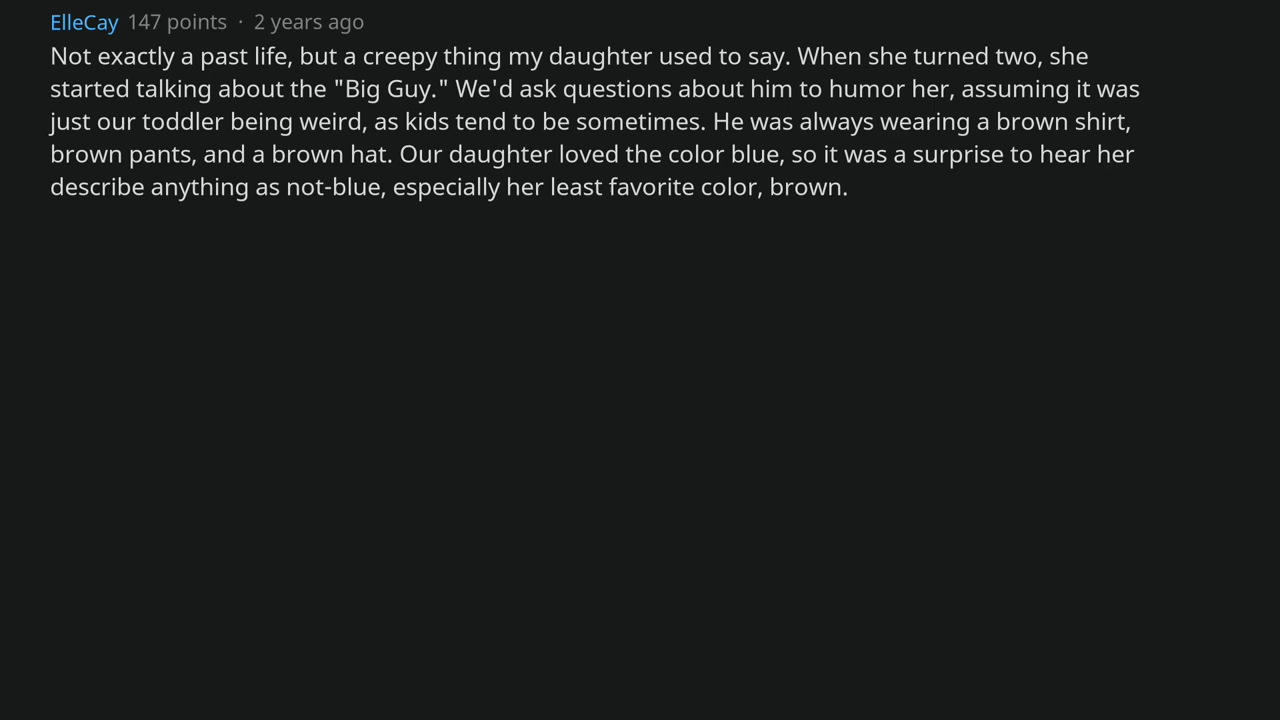 ElleCay 147 points · 2 years ago
Not exactly a past life, but a creepy thing my daughter used to say. When she turned two, she
started talking about the "Big Guy." We'd ask questions about him to humor her, assuming it was
just our toddler being weird, as kids tend to be sometimes. He was always wearing a brown shirt,
brown pants, and a brown hat. Our daughter loved the color blue, so it was a surprise to hear her
describe anything as not-blue, especially her least favorite color, brown.